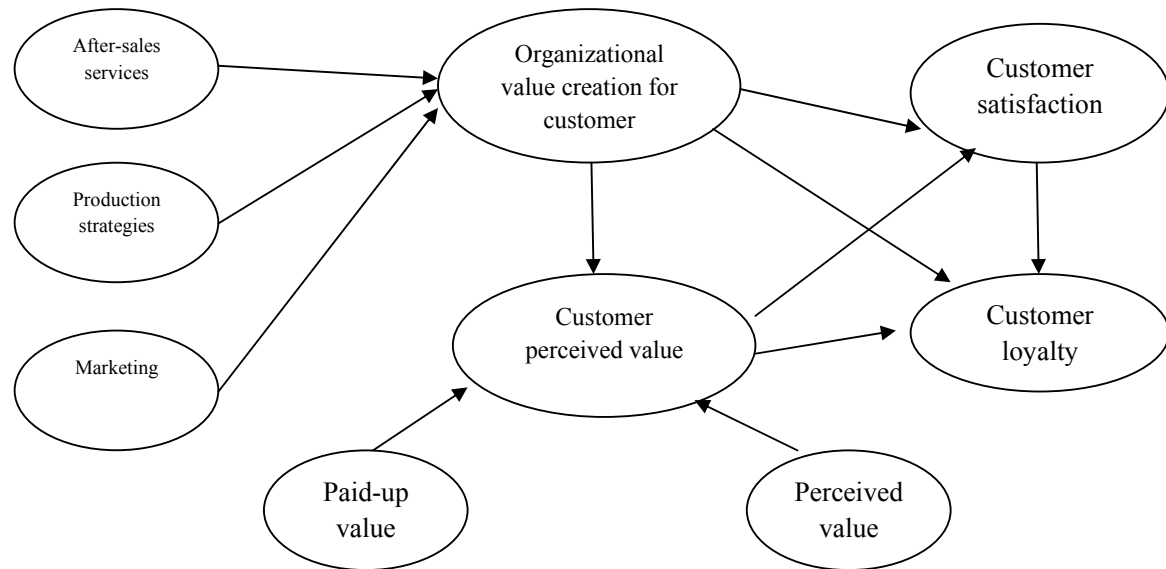 After-sales
services
Organizational
value creation for
customer
Customer
satisfaction
Production
strategies
Customer
perceived value
Customer
loyalty
Marketing
Paid-up
value
Perceived
value